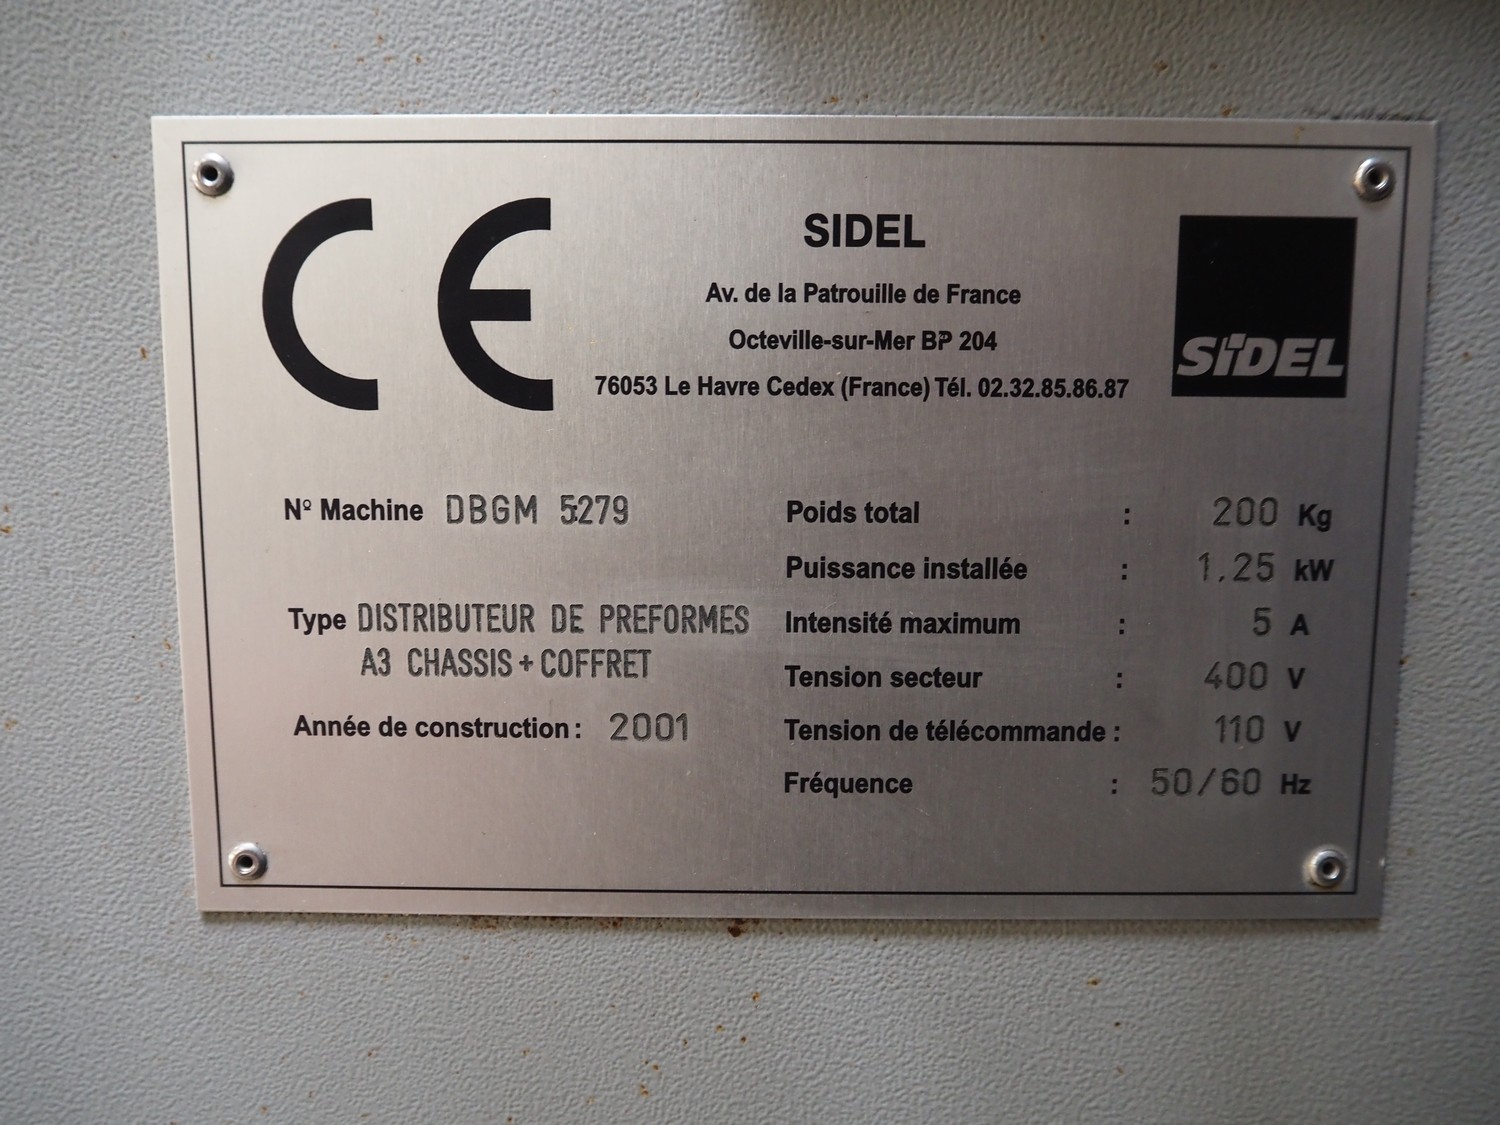 CE
SIDEL
Av. de la Patrouille de France
Octeville-sur-Mer BP 204
76053 Le Havre Cedex (France) Tél. 02.32.85.86.87
SIDEL
Nº Machine DBGM 5279
Type DISTRIBUTEUR DE PREFORMES
A3 CHASSIS + COFFRET
Année de construction : 2001
Poids total : 200 Kg
Puissance installée : 1.25 kW
Intensité maximum : 5 A
Tension secteur : 400 V
Tension de télécommande : 110 V
Fréquence : 50/60 Hz